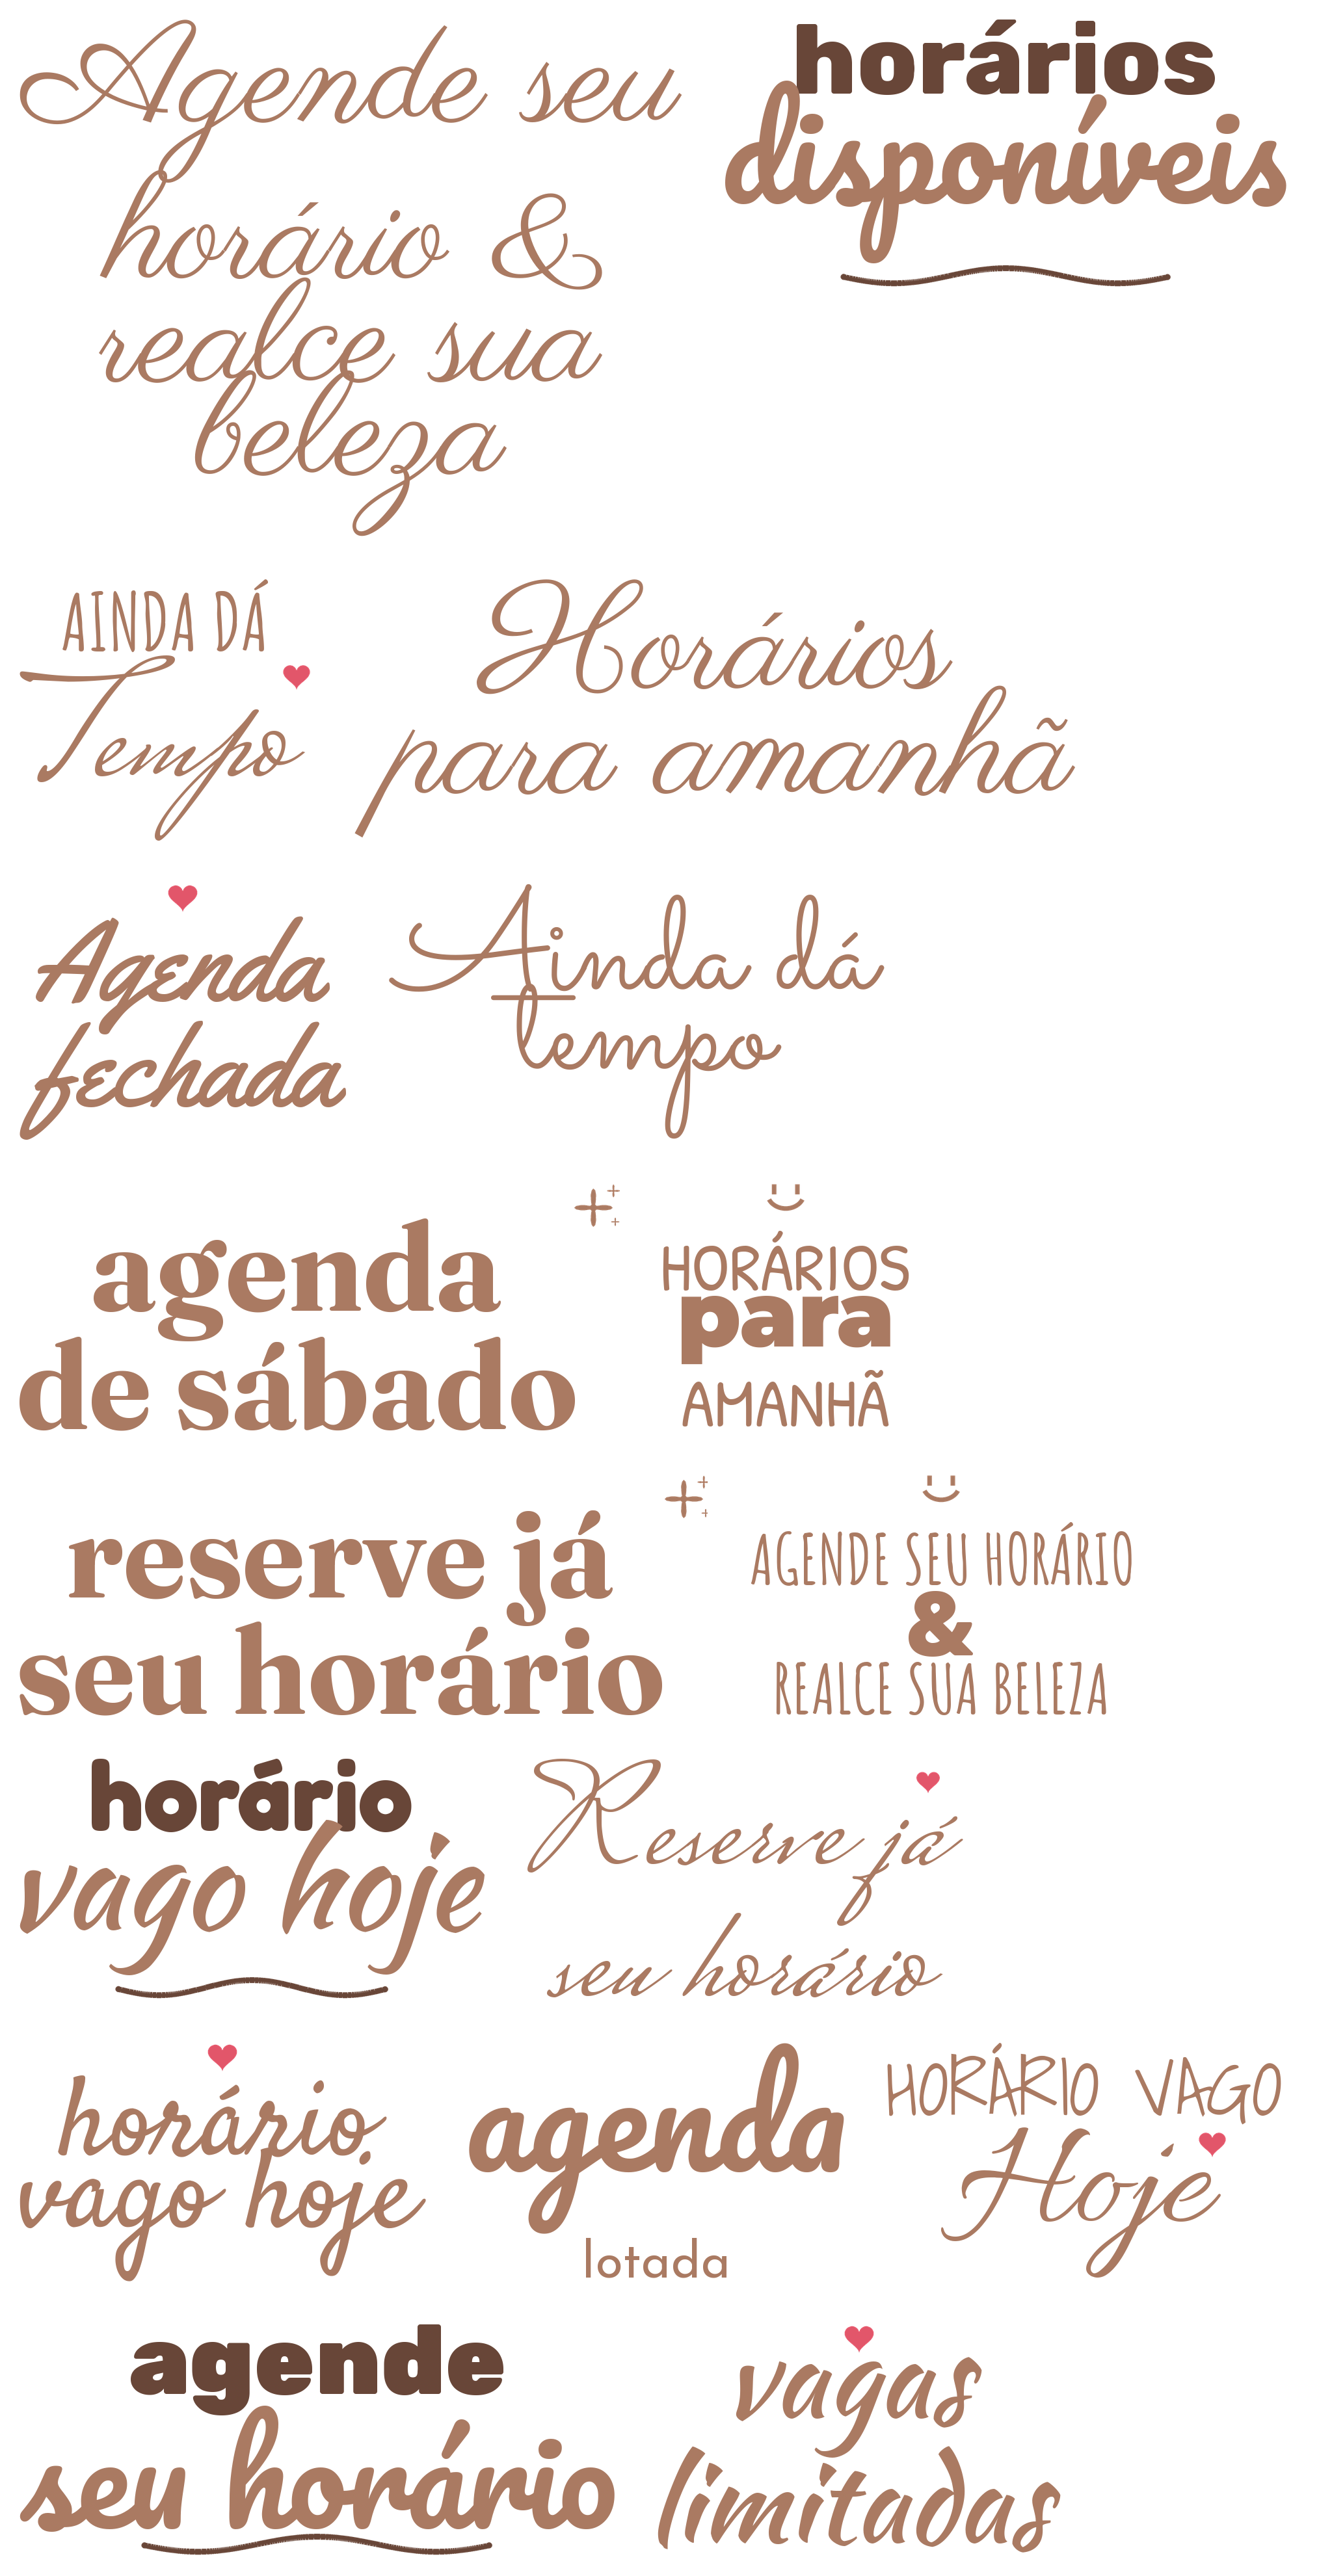 Agende seu
horário &
realce sua
beleza
horários
disponíveis
AINDA DÁ
Tempo
Horários
para amanhã
Agenda
fechada
Ainda dá
tempo
agenda
de sábado
HORÁRIOS
para
AMANHÃ
reserve já
seu horário
AGENDE SEU HORÁRIO
&
REALCE SUA BELEZA
horário
vago hoje
Reserve já
seu horário
horário
vago hoje
agenda
lotada
HORÁRIO VAGO
Hoje
agende
seu horário
vagas
limitadas